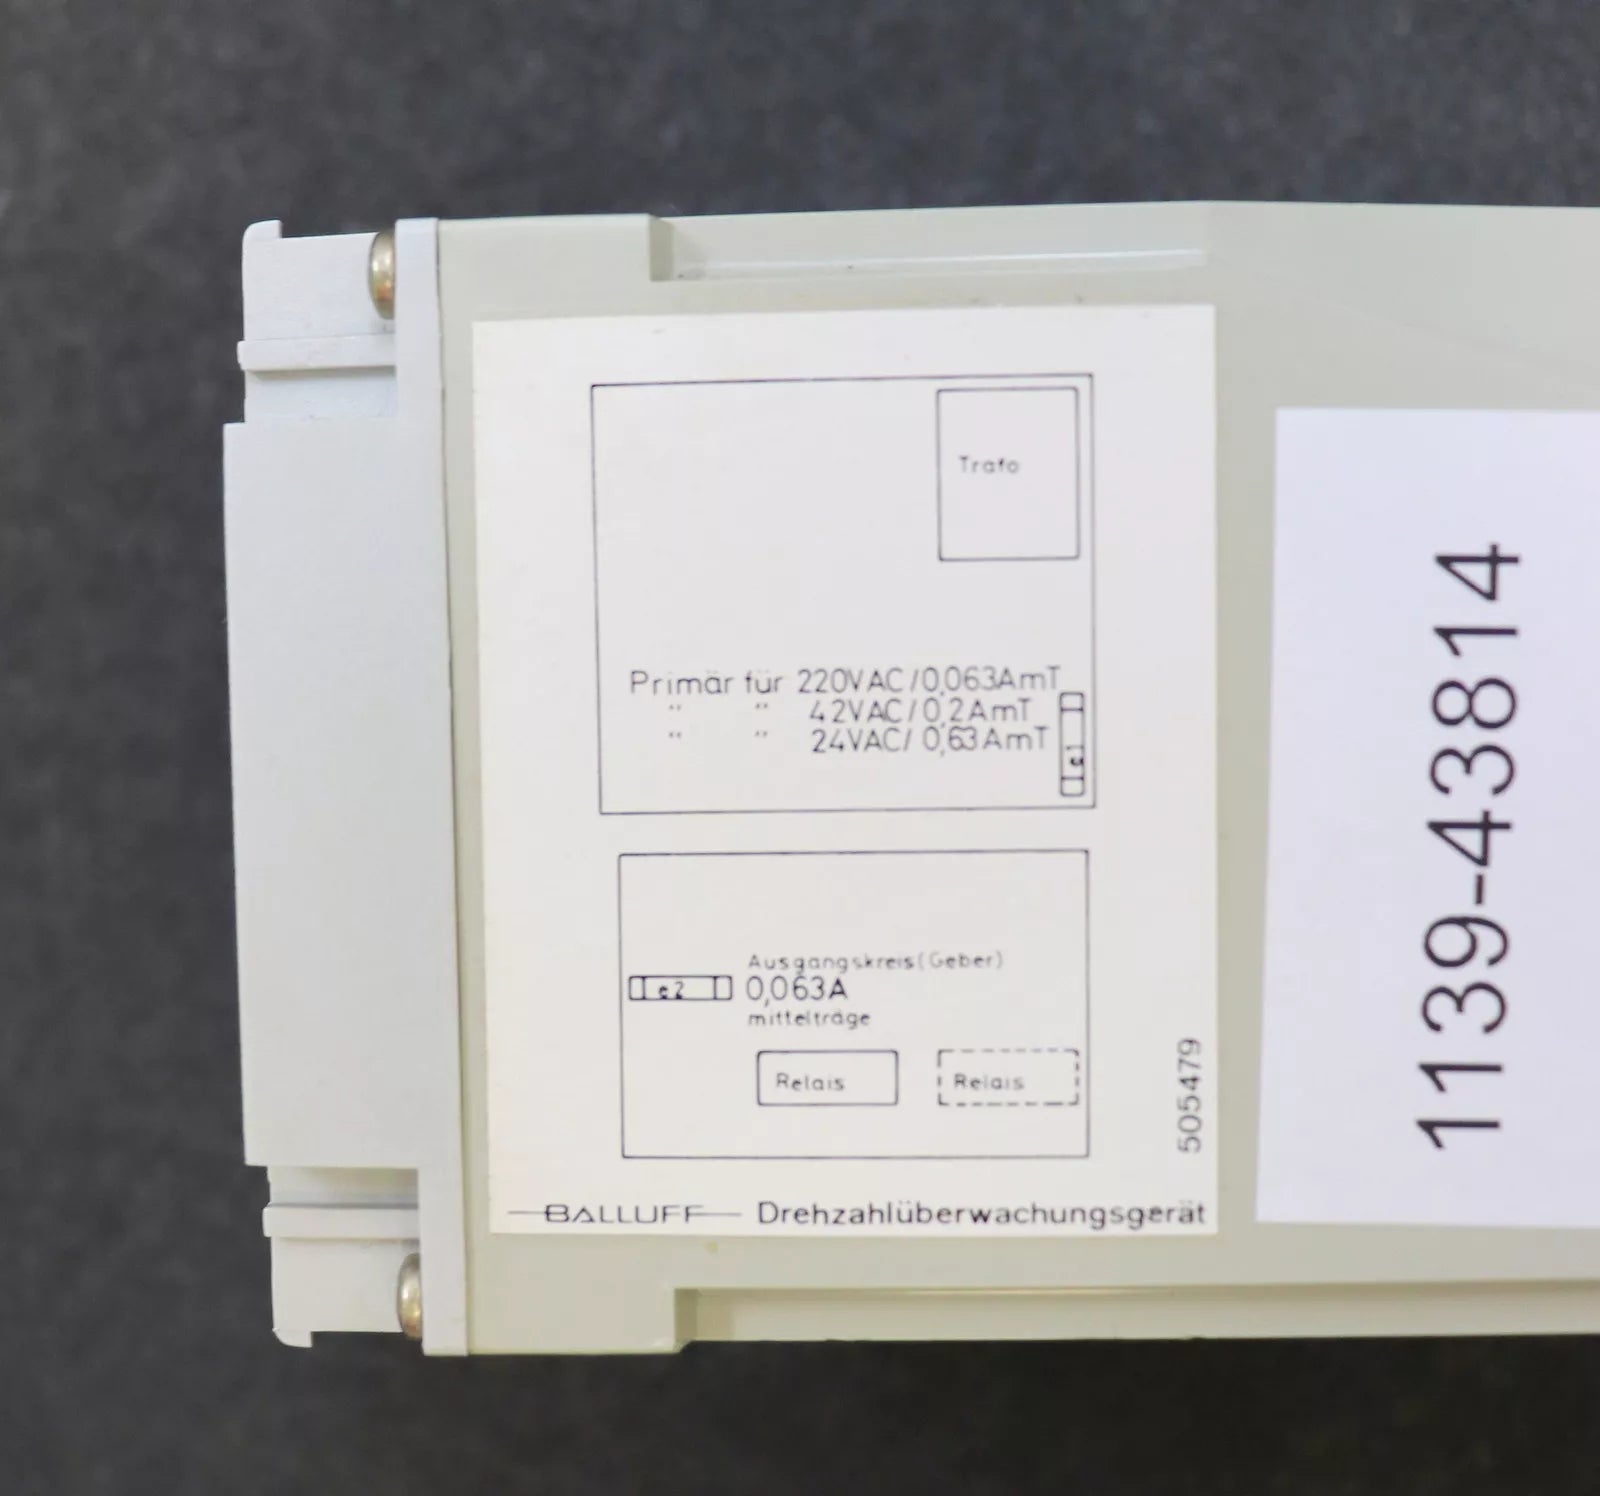 Trafo
Primär für 220VAC/0,063AmT
" " 42VAC/0,2AmT
" " 24VAC/0,63AmT
e1
Ausgangskreis(Geber)
e2 0,063A
mittelträge
Relais Relais
505479
BALLUFF Drehzahlüberwachungsgerät
1139-43814